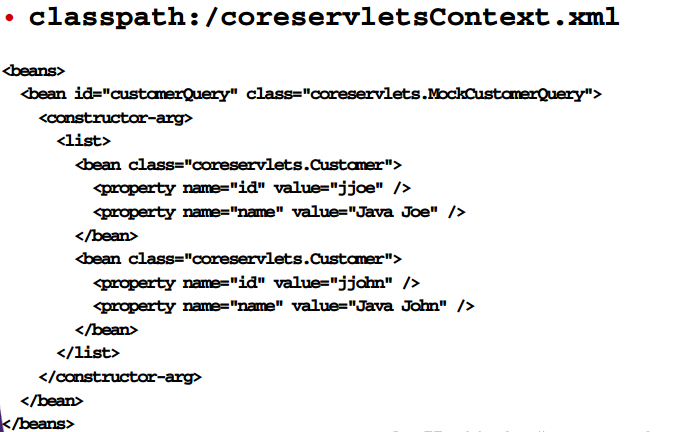 • classpath:/coreservletsContext.xml
<beans>
<bean id="customerQuery" class="coreservlets.MockCustomerQuery">
<constructor-arg>
<list>
<bean class="coreservlets.Customer">
<property name="id" value="jjoe" />
<property name="name" value="Java Joe" />
</bean>
<bean class="coreservlets.Customer">
<property name="id" value="jjohn" />
<property name="name" value="Java John" />
</bean>
</list>
</constructor-arg>
</bean>
</beans>